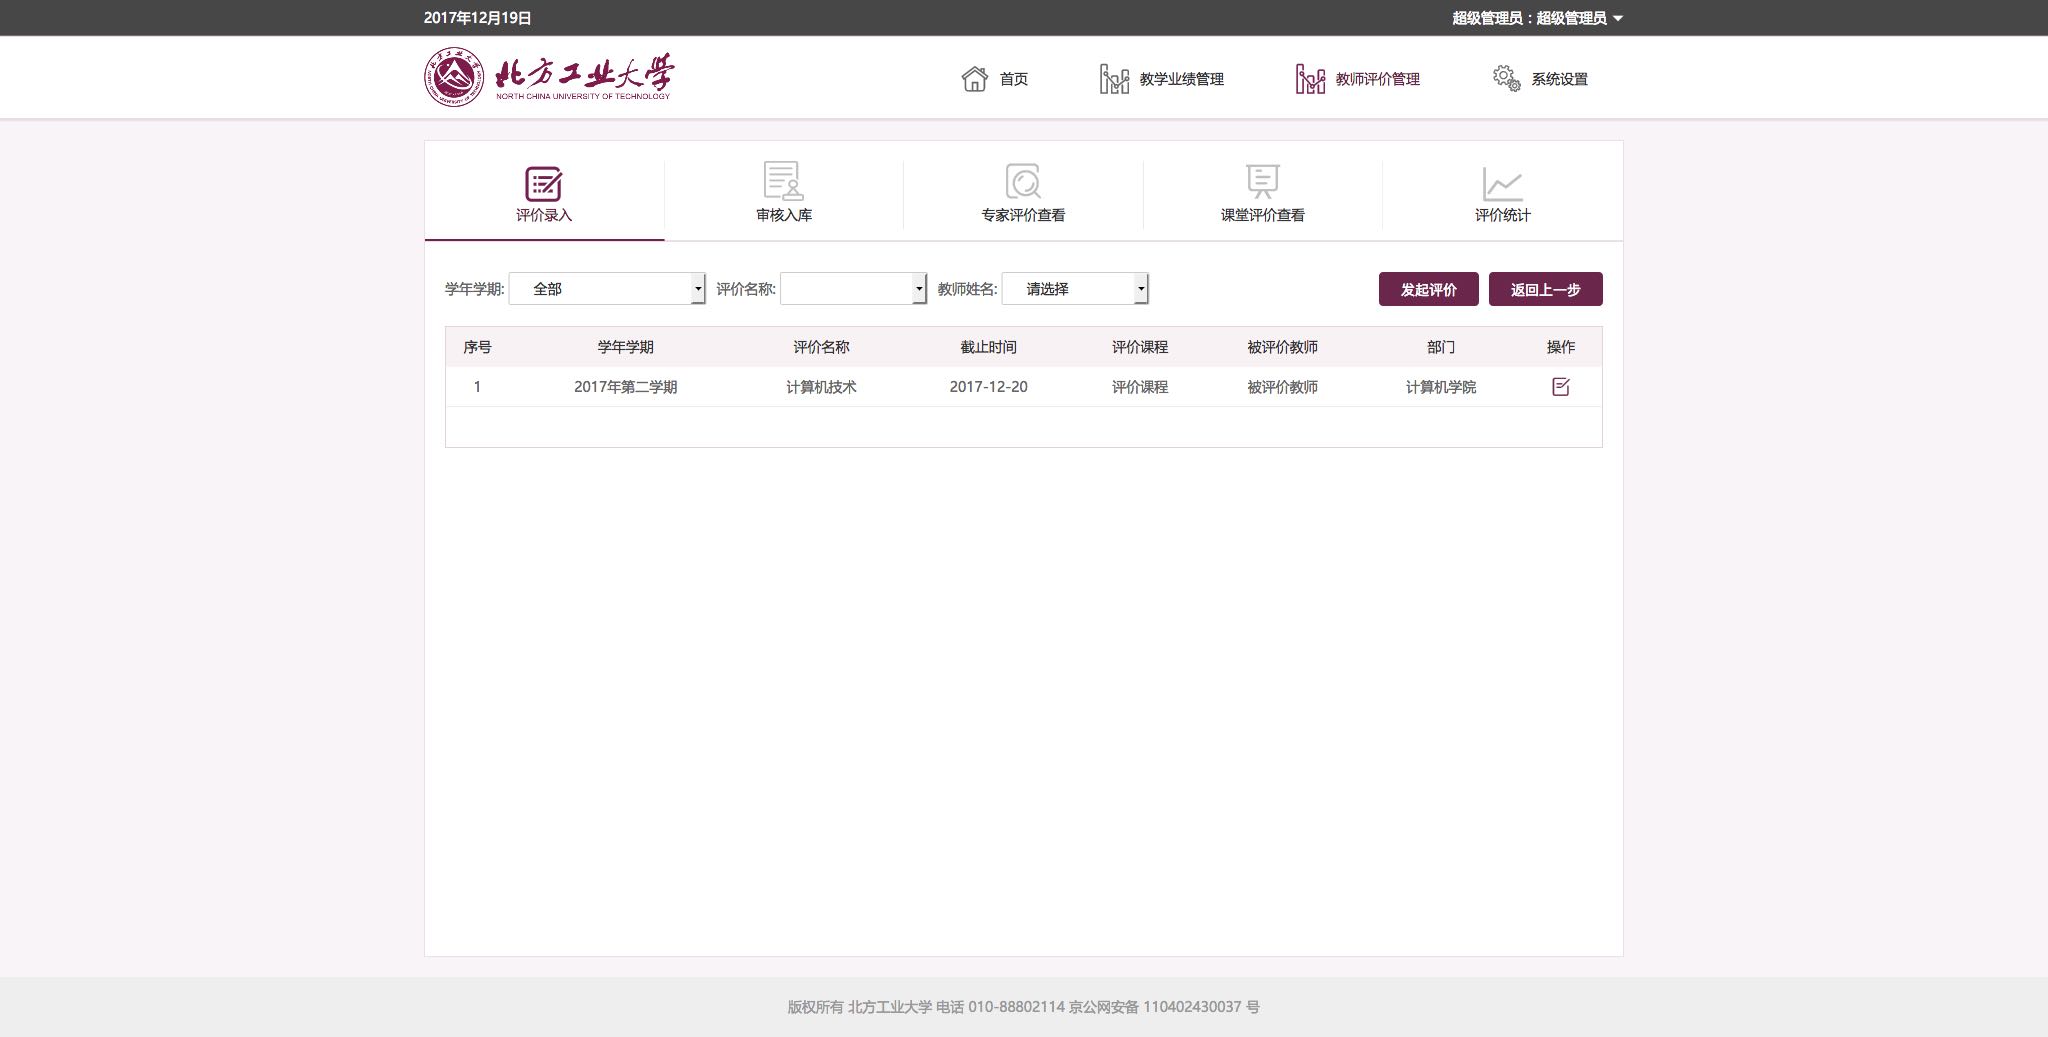 2017年12月19日 超级管理员：超级管理员
北方工业大学
NORTH CHINA UNIVERSITY OF TECHNOLOGY
首页 教学业绩管理 教师评价管理 系统设置
评价录入 审核入库 专家评价查看 课堂评价查看 评价统计
学年学期: 全部 评价名称: 教师姓名: 请选择 发起评价 返回上一步
序号 学年学期 评价名称 截止时间 评价课程 被评价教师 部门 操作
1 2017年第二学期 计算机技术 2017-12-20 评价课程 被评价教师 计算机学院
版权所有 北方工业大学 电话 010-88802114 京公网安备 110402430037 号